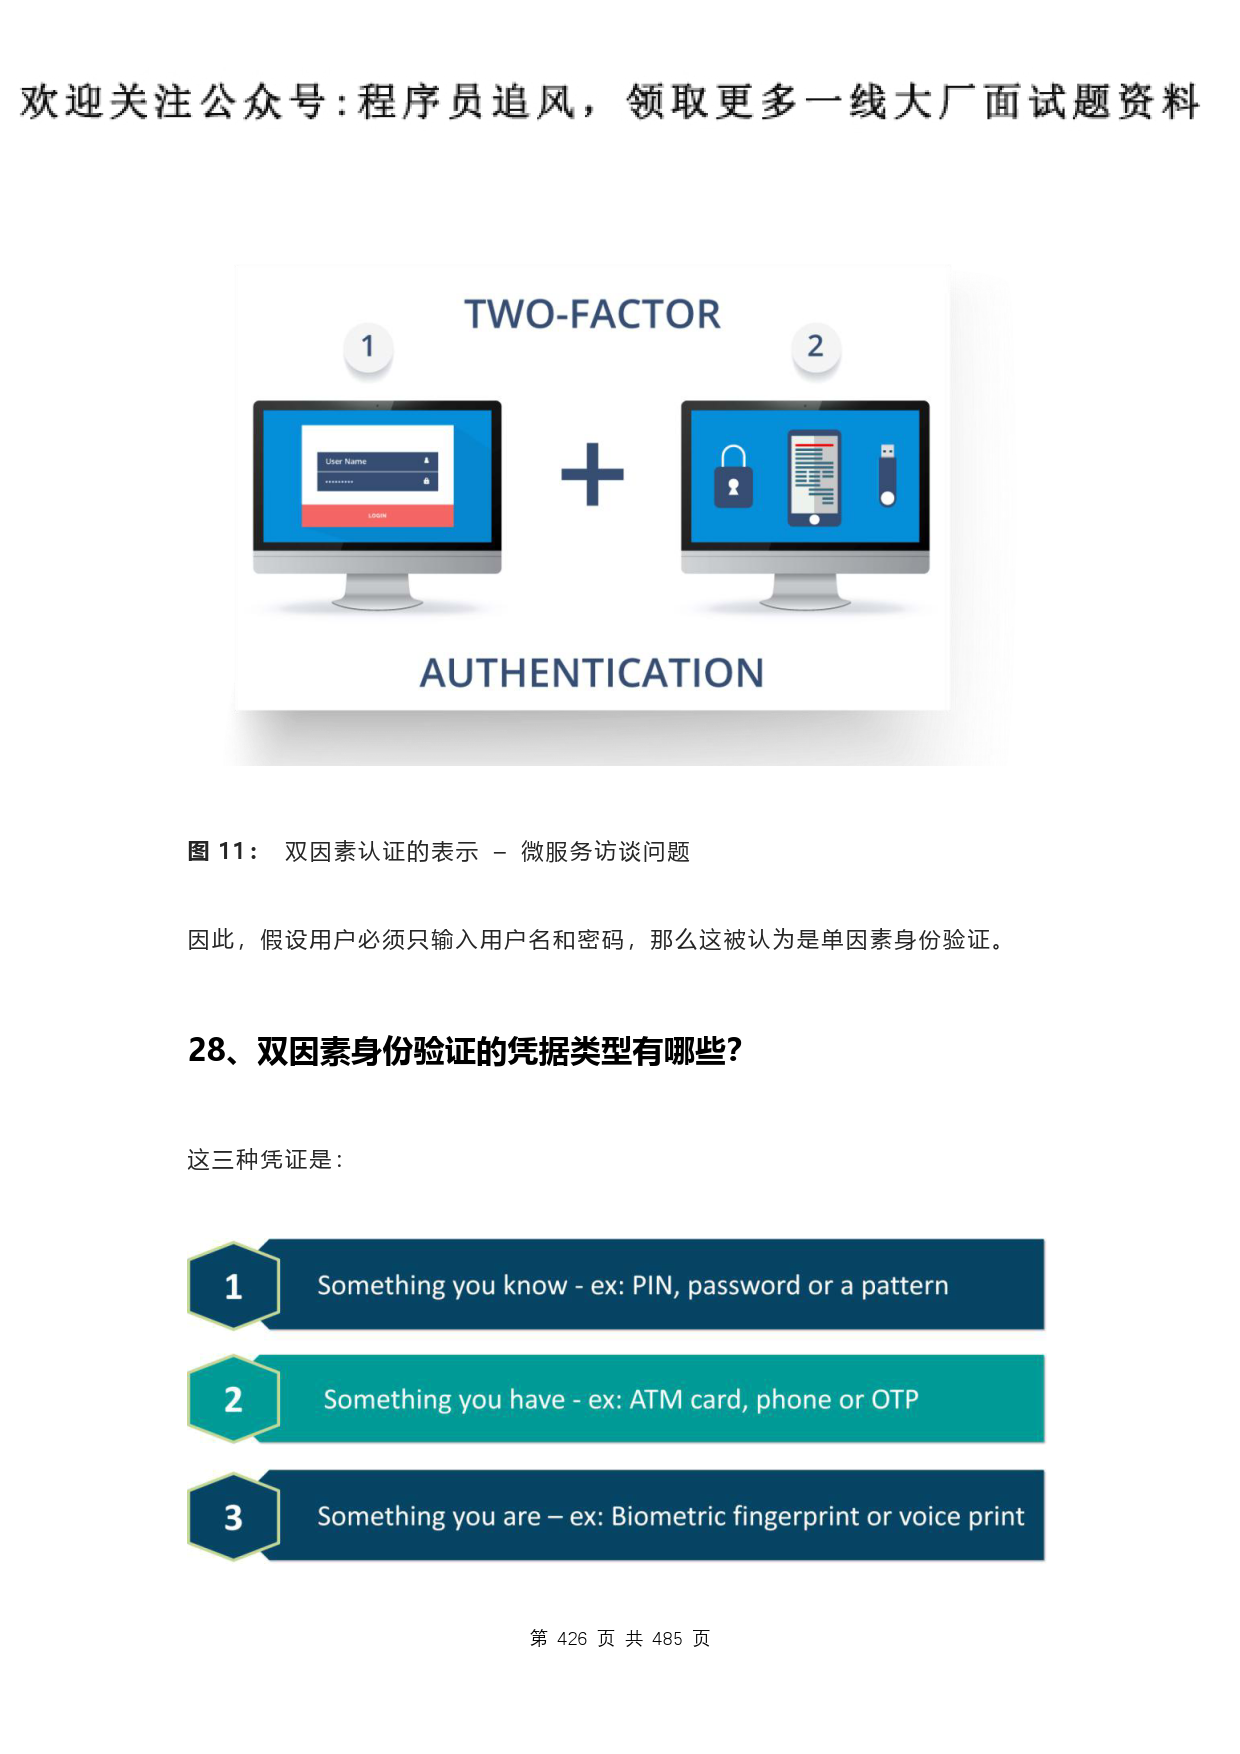 欢迎关注公众号:程序员追风，领取更多一线大厂面试题资料
TWO-FACTOR
1
2
User Name
LOGIN
AUTHENTICATION
图 11： 双因素认证的表示 – 微服务访谈问题
因此，假设用户必须只输入用户名和密码，那么这被认为是单因素身份验证。
28、双因素身份验证的凭据类型有哪些？
这三种凭证是：
1 Something you know - ex: PIN, password or a pattern
2 Something you have - ex: ATM card, phone or OTP
3 Something you are – ex: Biometric fingerprint or voice print
第 426 页 共 485 页